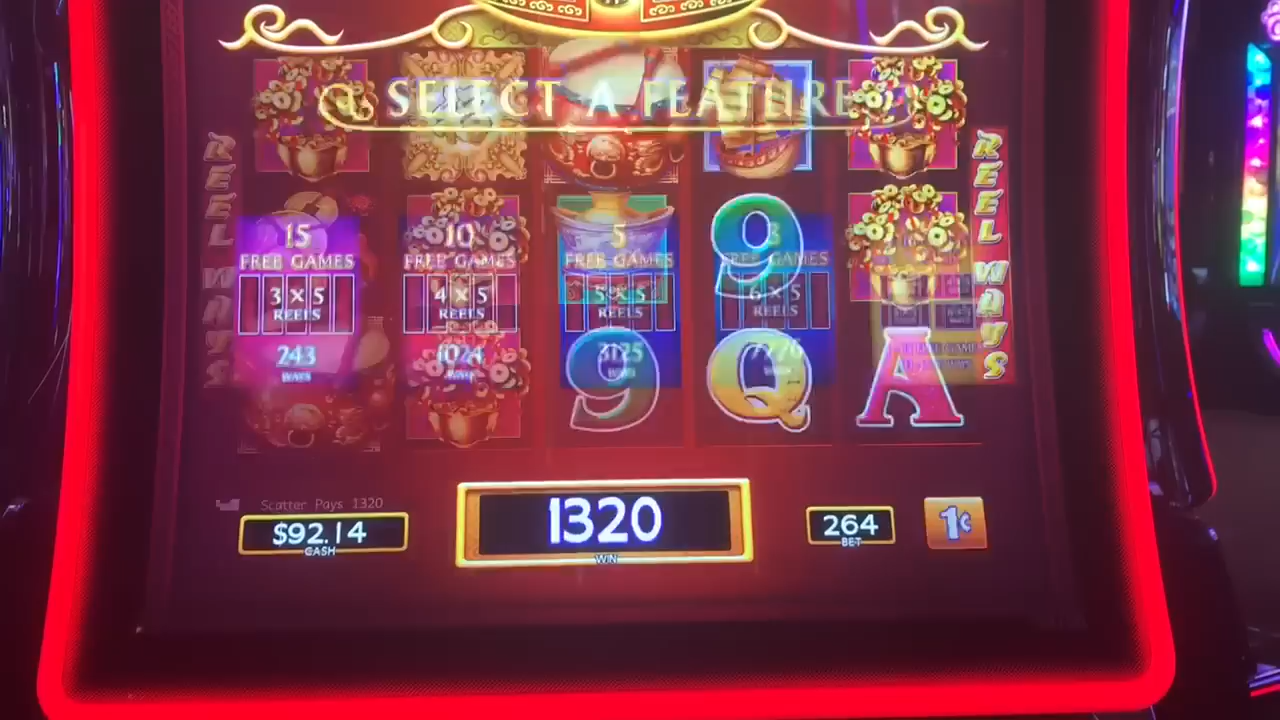 SELECT A FEATURE
REEL WAYS
REEL WAYS
15
FREE GAMES
3 x 5
REELS
243
WAYS
10
FREE GAMES
4 x 5
REELS
1024
WAYS
5
FREE GAMES
5 x 5
REELS
3125
WAYS
3
FREE GAMES
6 x 5
REELS
7776
WAYS
9
9
Q
A
Scatter Pays 1320
$92.14
CASH
1320
WIN
264
BET
1¢